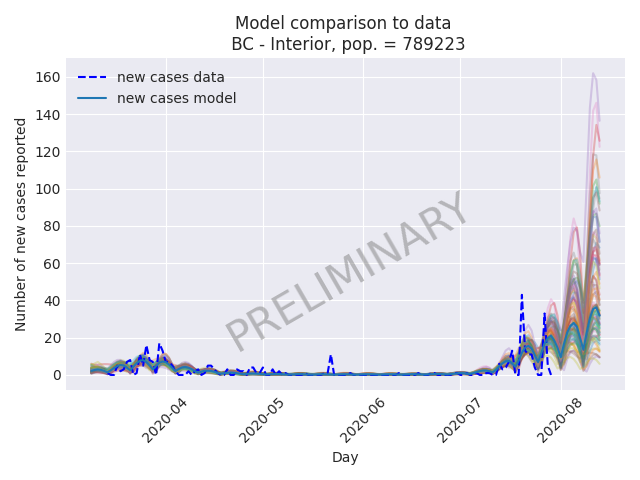 Model comparison to data
BC - Interior, pop. = 789223
new cases data
new cases model
Number of new cases reported
160
140
120
100
80
60
40
20
0
PRELIMINARY
2020-04
2020-05
2020-06
2020-07
2020-08
Day